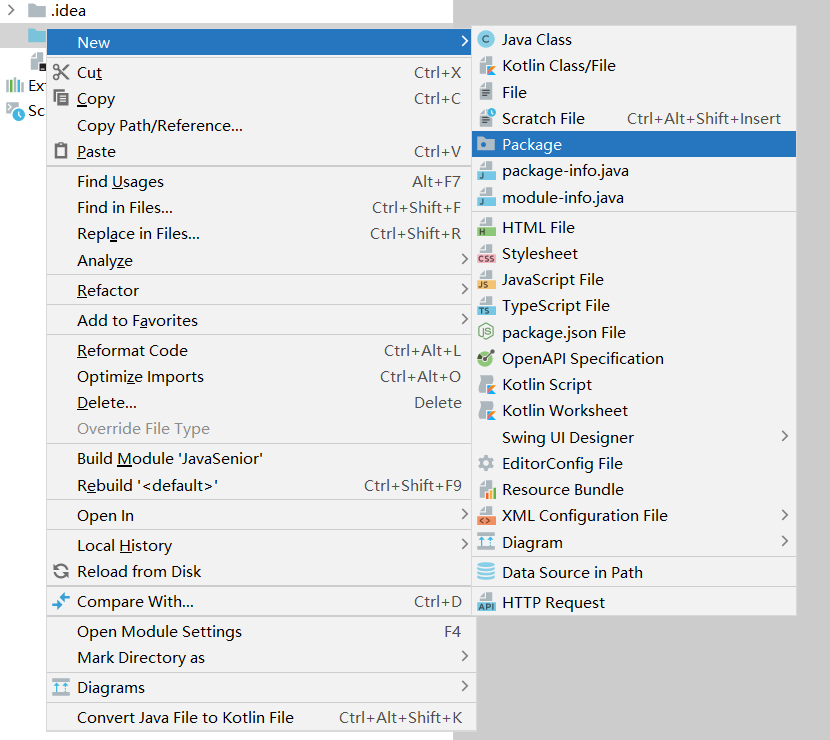 .idea
New
Cut Ctrl+X
Copy Ctrl+C
Copy Path/Reference...
Paste Ctrl+V
Find Usages Alt+F7
Find in Files... Ctrl+Shift+F
Replace in Files... Ctrl+Shift+R
Analyze
Refactor
Add to Favorites
Reformat Code Ctrl+Alt+L
Optimize Imports Ctrl+Alt+O
Delete... Delete
Override File Type
Build Module 'JavaSenior'
Rebuild '<default>' Ctrl+Shift+F9
Open In
Local History
Reload from Disk
Compare With... Ctrl+D
Open Module Settings F4
Mark Directory as
Diagrams
Convert Java File to Kotlin File Ctrl+Alt+Shift+K
Ext
Sc
Java Class
Kotlin Class/File
File
Scratch File Ctrl+Alt+Shift+Insert
Package
package-info.java
module-info.java
HTML File
Stylesheet
JavaScript File
TypeScript File
package.json File
OpenAPI Specification
Kotlin Script
Kotlin Worksheet
Swing UI Designer
EditorConfig File
Resource Bundle
XML Configuration File
Diagram
Data Source in Path
HTTP Request